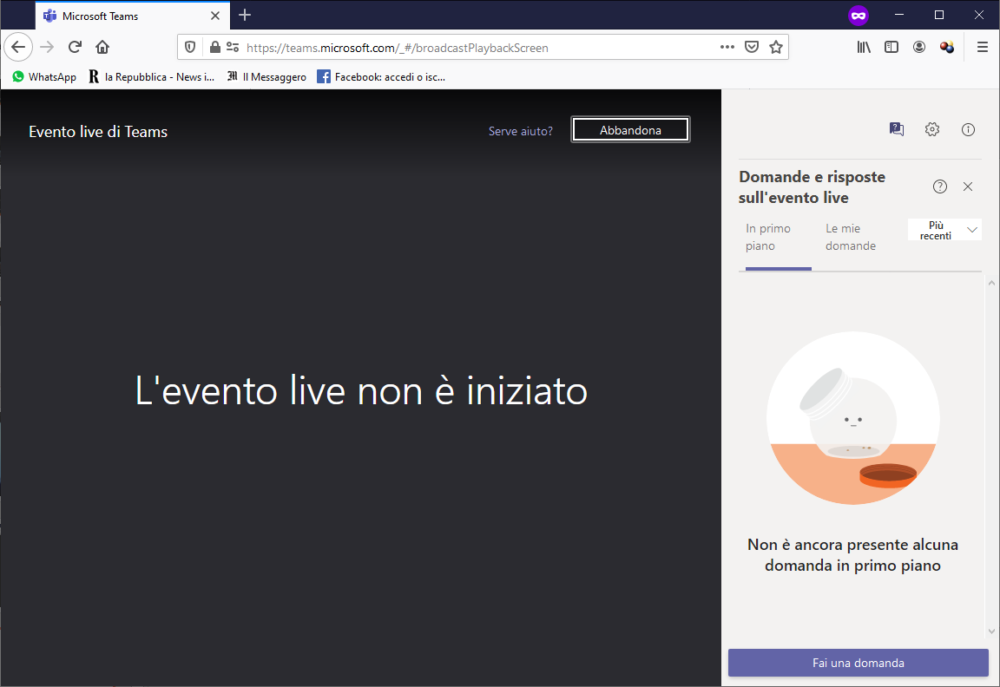 Microsoft Teams
https://teams.microsoft.com/_#/broadcastPlaybackScreen
WhatsApp
la Repubblica - News i...
Il Messaggero
Facebook: accedi o isc...
Evento live di Teams
Serve aiuto?
Abbandona
L'evento live non è iniziato
Domande e risposte
sull'evento live
In primo
piano
Le mie
domande
Più
recenti
Non è ancora presente alcuna
domanda in primo piano
Fai una domanda